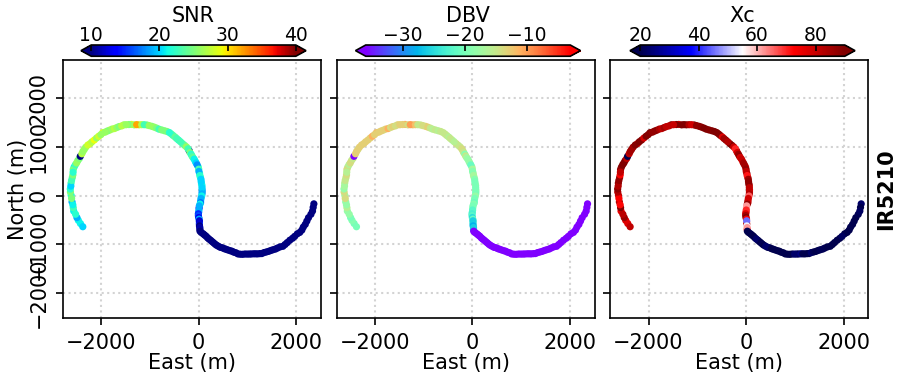 SNR
10 20 30 40
DBV
−30 −20 −10
Xc
20 40 60 80
North (m)
2000
1000
0
−1000
−2000
−2000 0 2000
East (m)
−2000 0 2000
East (m)
−2000 0 2000
East (m)
IR5210